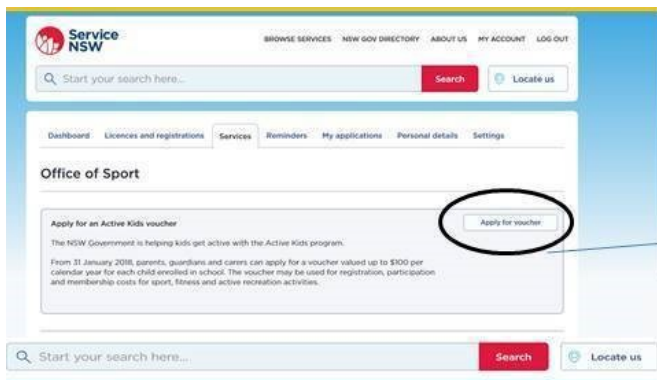 Service
NSW
BROWSE SERVICES NSW GOV DIRECTORY ABOUT US MY ACCOUNT LOG OUT
Start your search here...
Search
Locate us
Dashboard Licences and registrations Services Reminders My applications Personal details Settings
Office of Sport
Apply for an Active Kids voucher
Apply for voucher
The NSW Government is helping kids get active with the Active Kids program.
From 31 January 2018, parents, guardians and carers can apply for a voucher valued up to $100 per
calendar year for each child enrolled in school. The voucher may be used for registration, participation
and membership costs for sport, fitness and active recreation activities.
Start your search here...
Search
Locate us